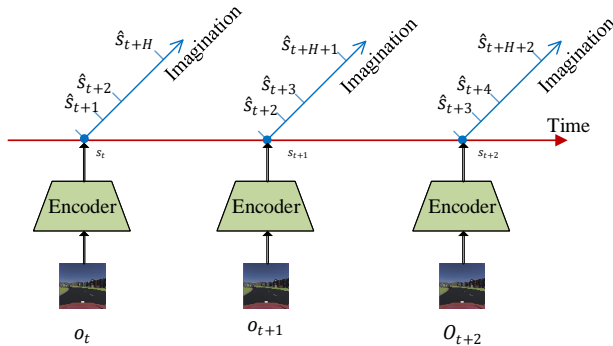 ŝ_{t+H} ŝ_{t+H+1} ŝ_{t+H+2}
Imagination Imagination Imagination
ŝ_{t+2} ŝ_{t+3} ŝ_{t+4}
ŝ_{t+1} ŝ_{t+2} ŝ_{t+3}
Time
s_t s_{t+1} s_{t+2}
Encoder Encoder Encoder
o_t o_{t+1} O_{t+2}